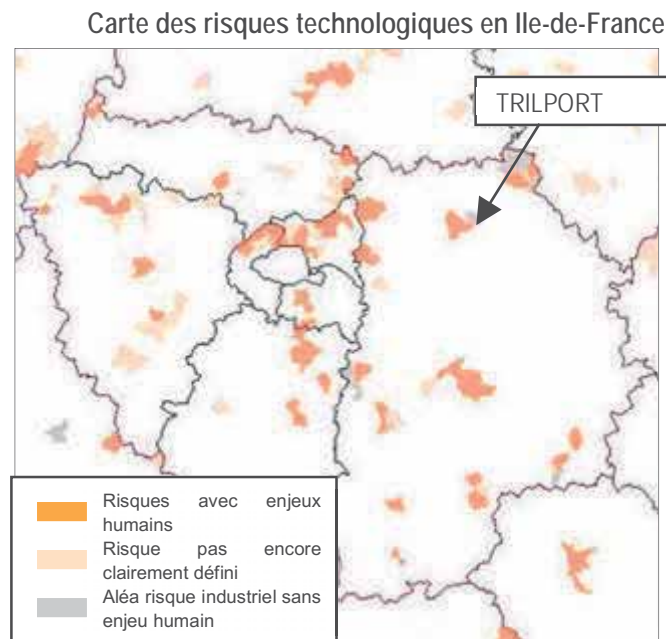 Carte des risques technologiques en Ile-de-France
TRILPORT
Risques avec enjeux
humains
Risque pas encore
clairement défini
Aléa risque industriel sans
enjeu humain